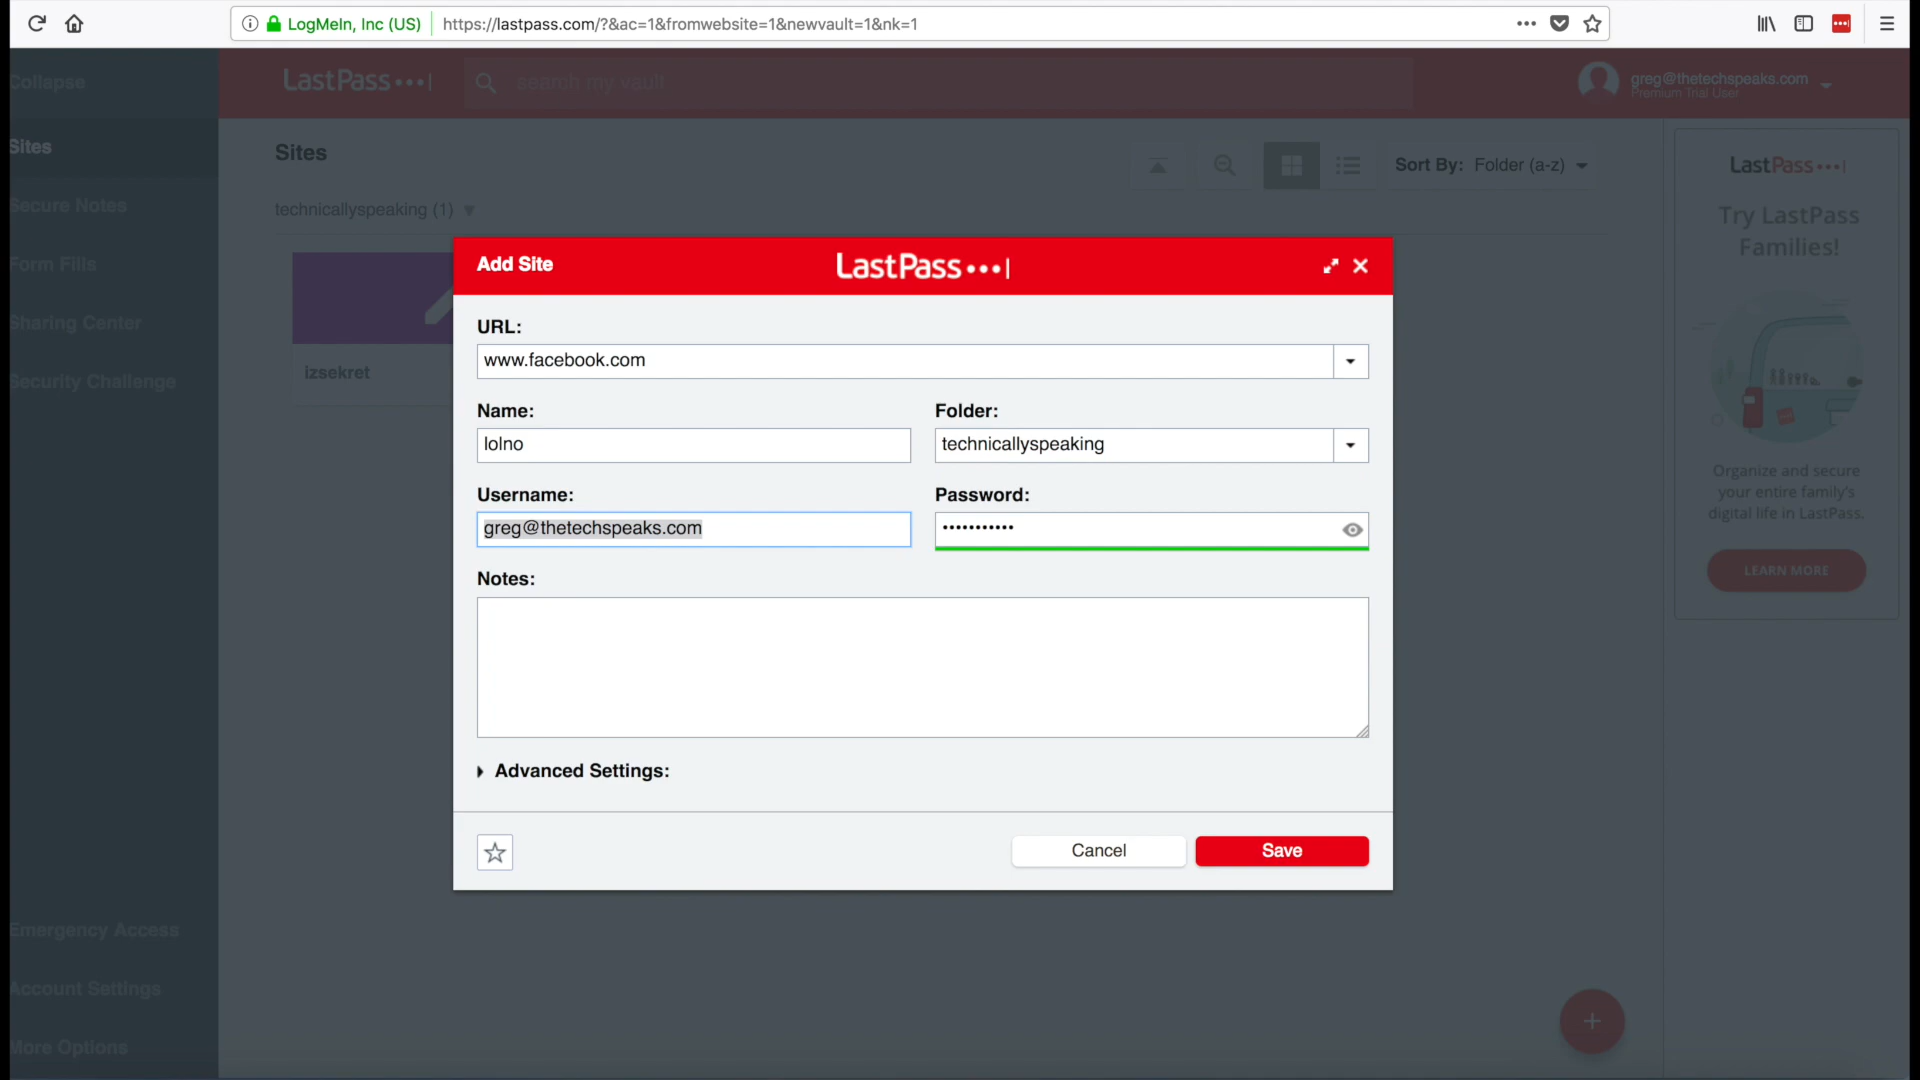 LogMeIn, Inc (US)
https://lastpass.com/?&ac=1&fromwebsite=1&newvault=1&nk=1
Collapse
LastPass
search my vault
greg@thetechspeaks.com
Premium Trial User
Sites
Sites
Sort By: Folder (a-z)
LastPass
Secure Notes
technicallyspeaking (1)
Try LastPass
Families!
Form Fills
Add Site
LastPass
Sharing Center
URL:
www.facebook.com
izsekret
Security Challenge
Name:
Folder:
lolno
technicallyspeaking
Username:
Password:
greg@thetechspeaks.com
•••••••••••
Organize and secure
your entire family's
digital life in LastPass.
LEARN MORE
Notes:
Advanced Settings:
Cancel
Save
Emergency Access
Account Settings
More Options